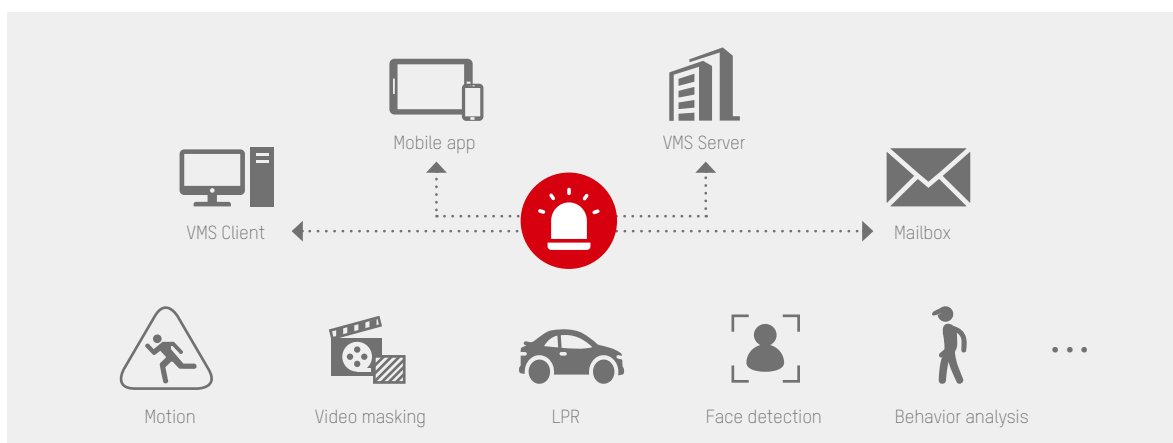 Mobile app
VMS Server
VMS Client
Mailbox
Motion
Video masking
LPR
Face detection
Behavior analysis
...